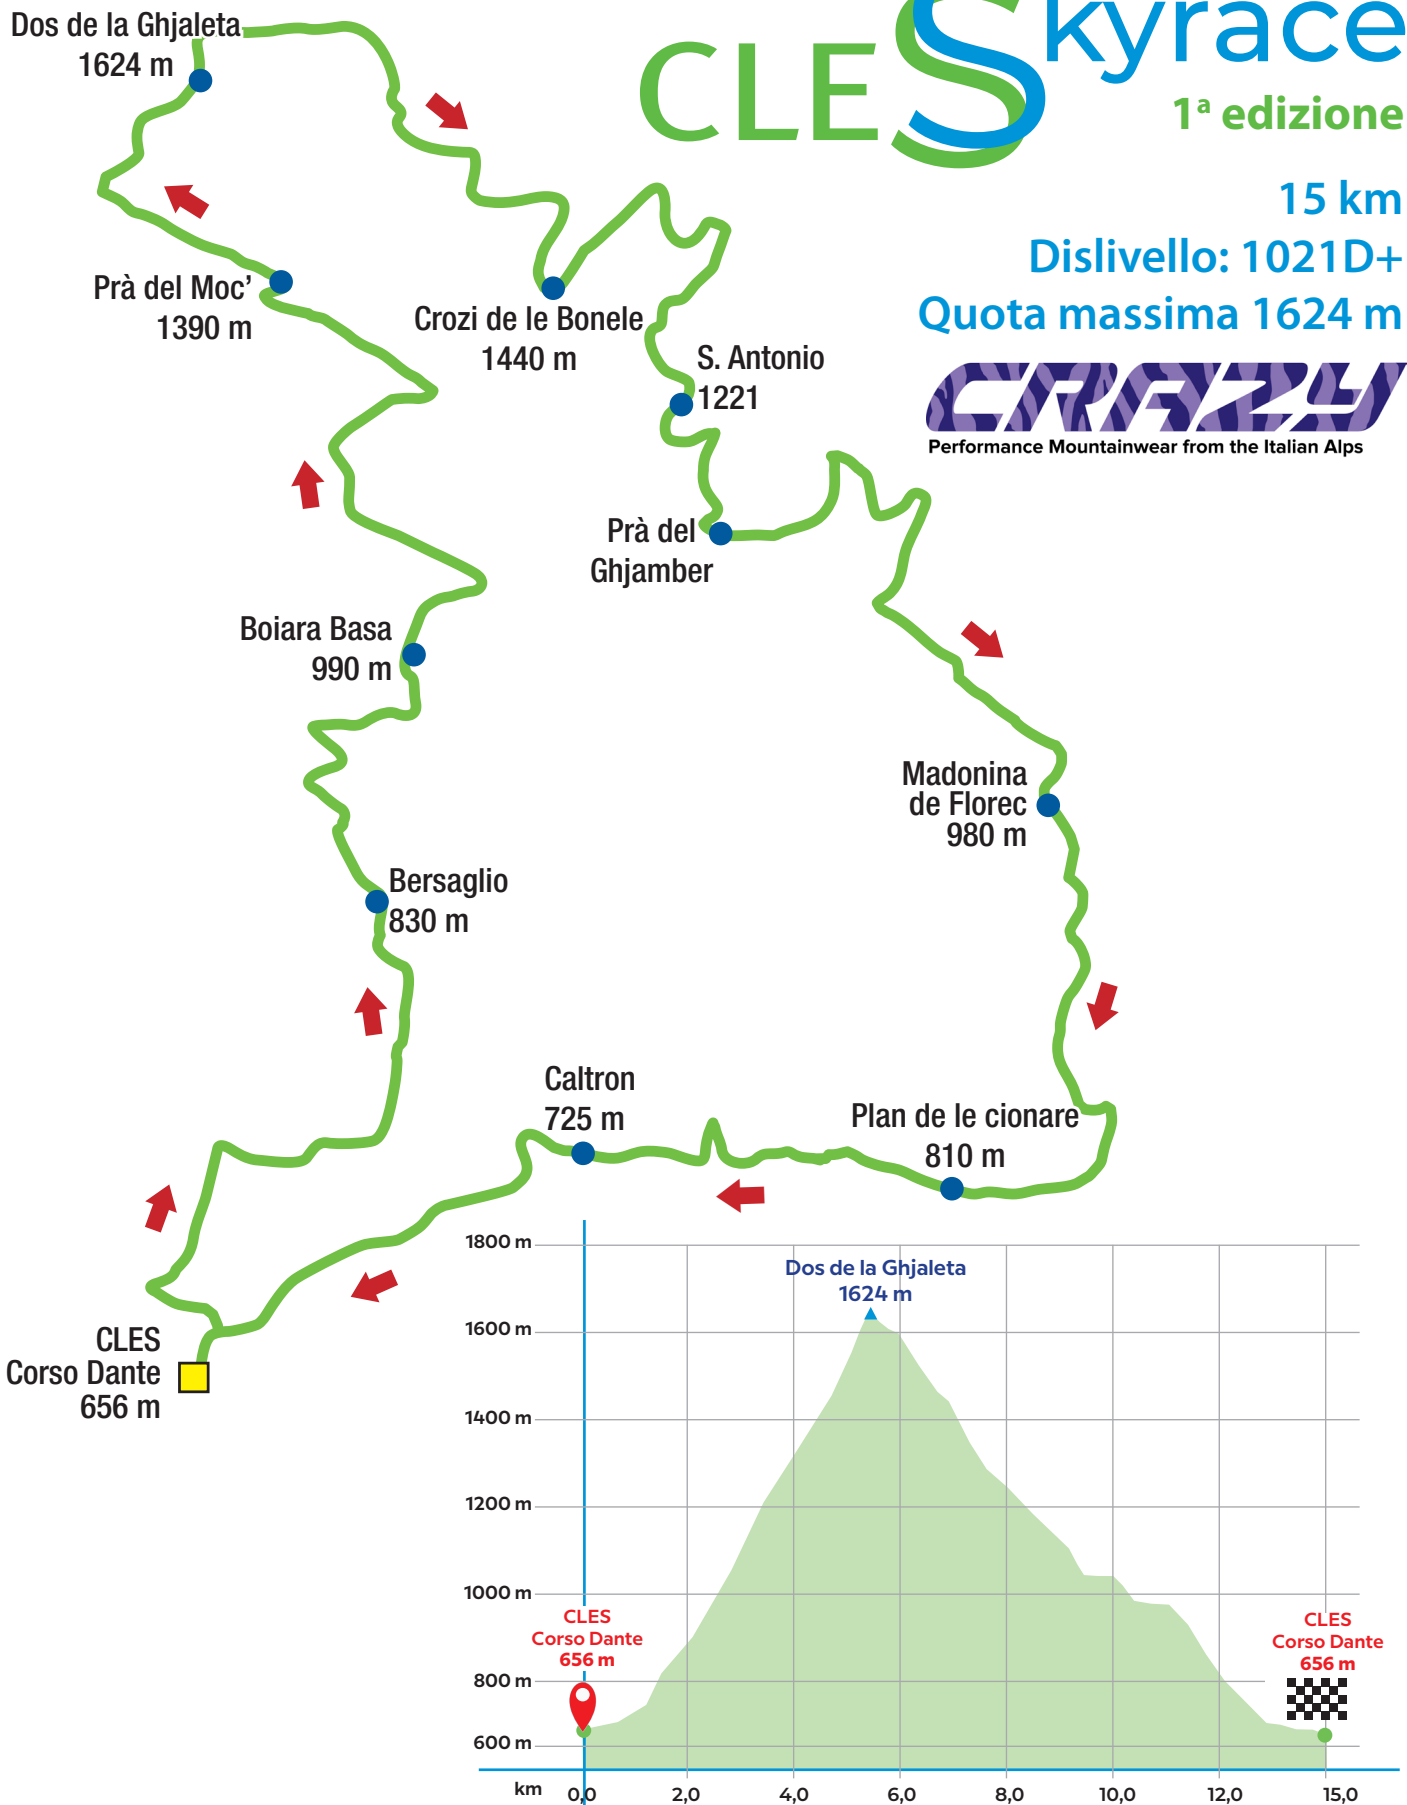 CLES Skyrace
1ª edizione
15 km
Dislivello: 1021D+
Quota massima 1624 m
CRAZY
Performance Mountainwear from the Italian Alps
Dos de la Ghjaleta
1624 m
Prà del Moc’
1390 m
Crozi de le Bonele
1440 m
S. Antonio
1221
Prà del
Ghjamber
Boiara Basa
990 m
Madonina
de Florec
980 m
Bersaglio
830 m
Caltron
725 m
Plan de le cionare
810 m
CLES
Corso Dante
656 m
1800 m
1600 m
1400 m
1200 m
1000 m
800 m
600 m
Dos de la Ghjaleta
1624 m
CLES
Corso Dante
656 m
CLES
Corso Dante
656 m
km 0,0 2,0 4,0 6,0 8,0 10,0 12,0 15,0